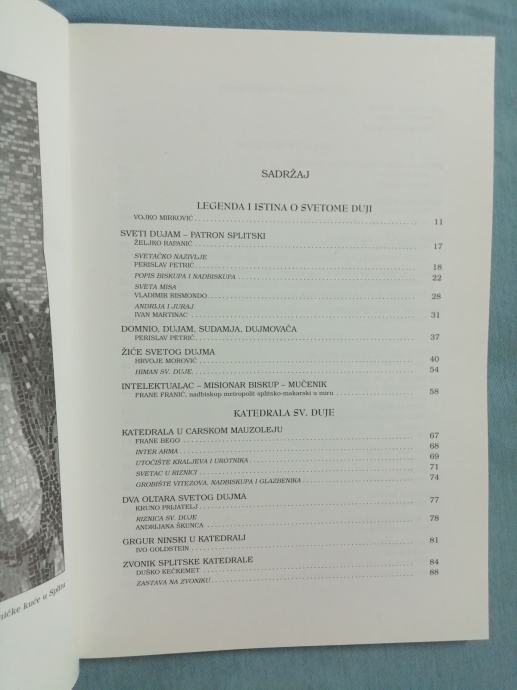 SADRŽAJ
LEGENDA I ISTINA O SVETOME DUJI
VOJKO MIRKOVIĆ 11
SVETI DUJAM – PATRON SPLITSKI
ŽELJKO RAPANIĆ 17
SVETAČKO NAZIVLJE
PERISLAV PETRIĆ 18
POPIS BISKUPA I NADBISKUPA 22
SVETA MISA
VLADIMIR RISMONDO 28
ANDRIJA I JURAJ
IVAN MARTINAC 31
DOMNIO, DUJAM, SUDAMJA, DUJMOVAČA
PERISLAV PETRIĆ 37
ŽIĆE SVETOG DUJMA
HRVOJE MOROVIĆ 40
HIMAN SV. DUJE 54
INTELEKTUALAC – MISIONAR BISKUP – MUČENIK
FRANE FRANIĆ, nadbiskup metropolit splitsko-makarski u miru 58
KATEDRALA SV. DUJE
KATEDRALA U CARSKOM MAUZOLEJU
FRANE BEGO 67
INTER ARMA 68
UTOČIŠTE KRALJEVA I UROTNIKA 69
SVETAC U RIZNICI 71
GROBIŠTE VITEZOVA, NADBISKUPA I GLAZBENIKA 74
DVA OLTARA SVETOG DUJMA
KRUNO PRIJATELJ 77
RIZNICA SV. DUJE
ANDRIJANA ŠKUNCA 78
GRGUR NINSKI U KATEDRALI
IVO GOLDSTEIN 81
ZVONIK SPLITSKE KATEDRALE
DUŠKO KEČKEMET 84
ZASTAVA NA ZVONIKU 88
kuće u Splitu